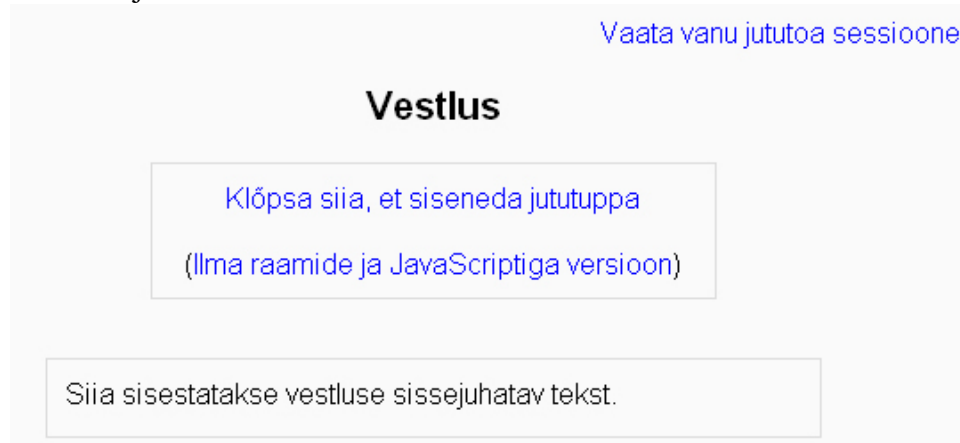 Vaata vanu jututoa sessioone
Vestlus
Klőpsa siia, et siseneda jututuppa
(Ilma raamide ja JavaScriptiga versioon)
Siia sisestatakse vestluse sissejuhatav tekst.